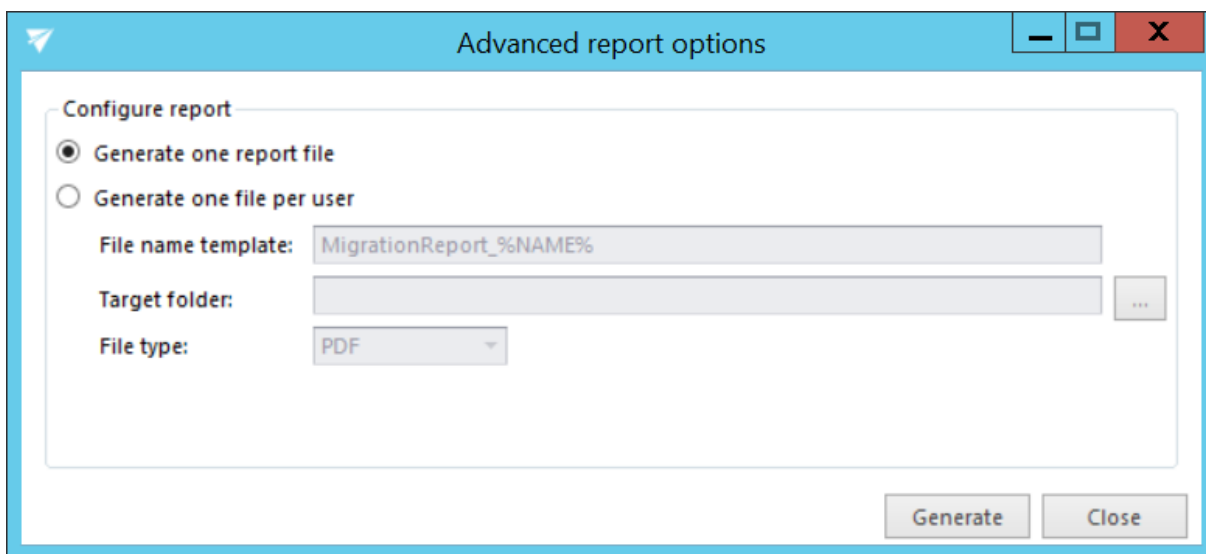 Advanced report options
X
Configure report
Generate one report file
Generate one file per user
File name template: MigrationReport_%NAME%
Target folder: ...
File type: PDF
Generate Close